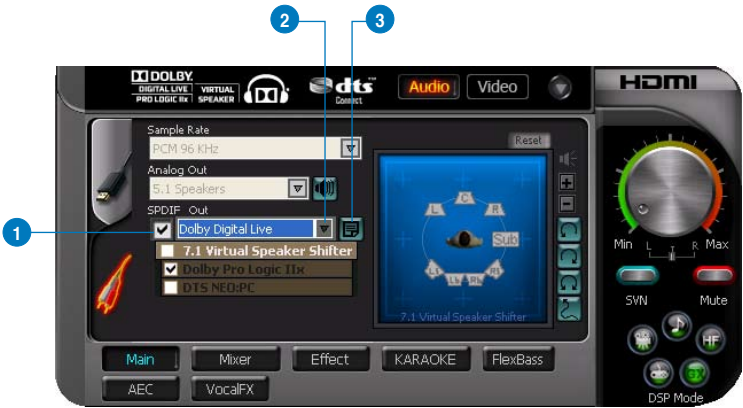 2
3
DOLBY
DIGITAL LIVE
PRO LOGIC IIx
VIRTUAL
SPEAKER
dts
Connect
Audio
Video
HDMI
Sample Rate
PCM 96 KHz
Reset
Analog Out
5.1 Speakers
SPDIF Out
1
Dolby Digital Live
7.1 Virtual Speaker Shifter
Dolby Pro Logic IIx
DTS NEO:PC
L
C
R
Sub
Ls
Lb
Rb
Rs
7.1 Virtual Speaker Shifter
Min
L
T
R
Max
SVN
Mute
HF
GX
DSP Mode
Main
Mixer
Effect
KARAOKE
FlexBass
AEC
VocalFX